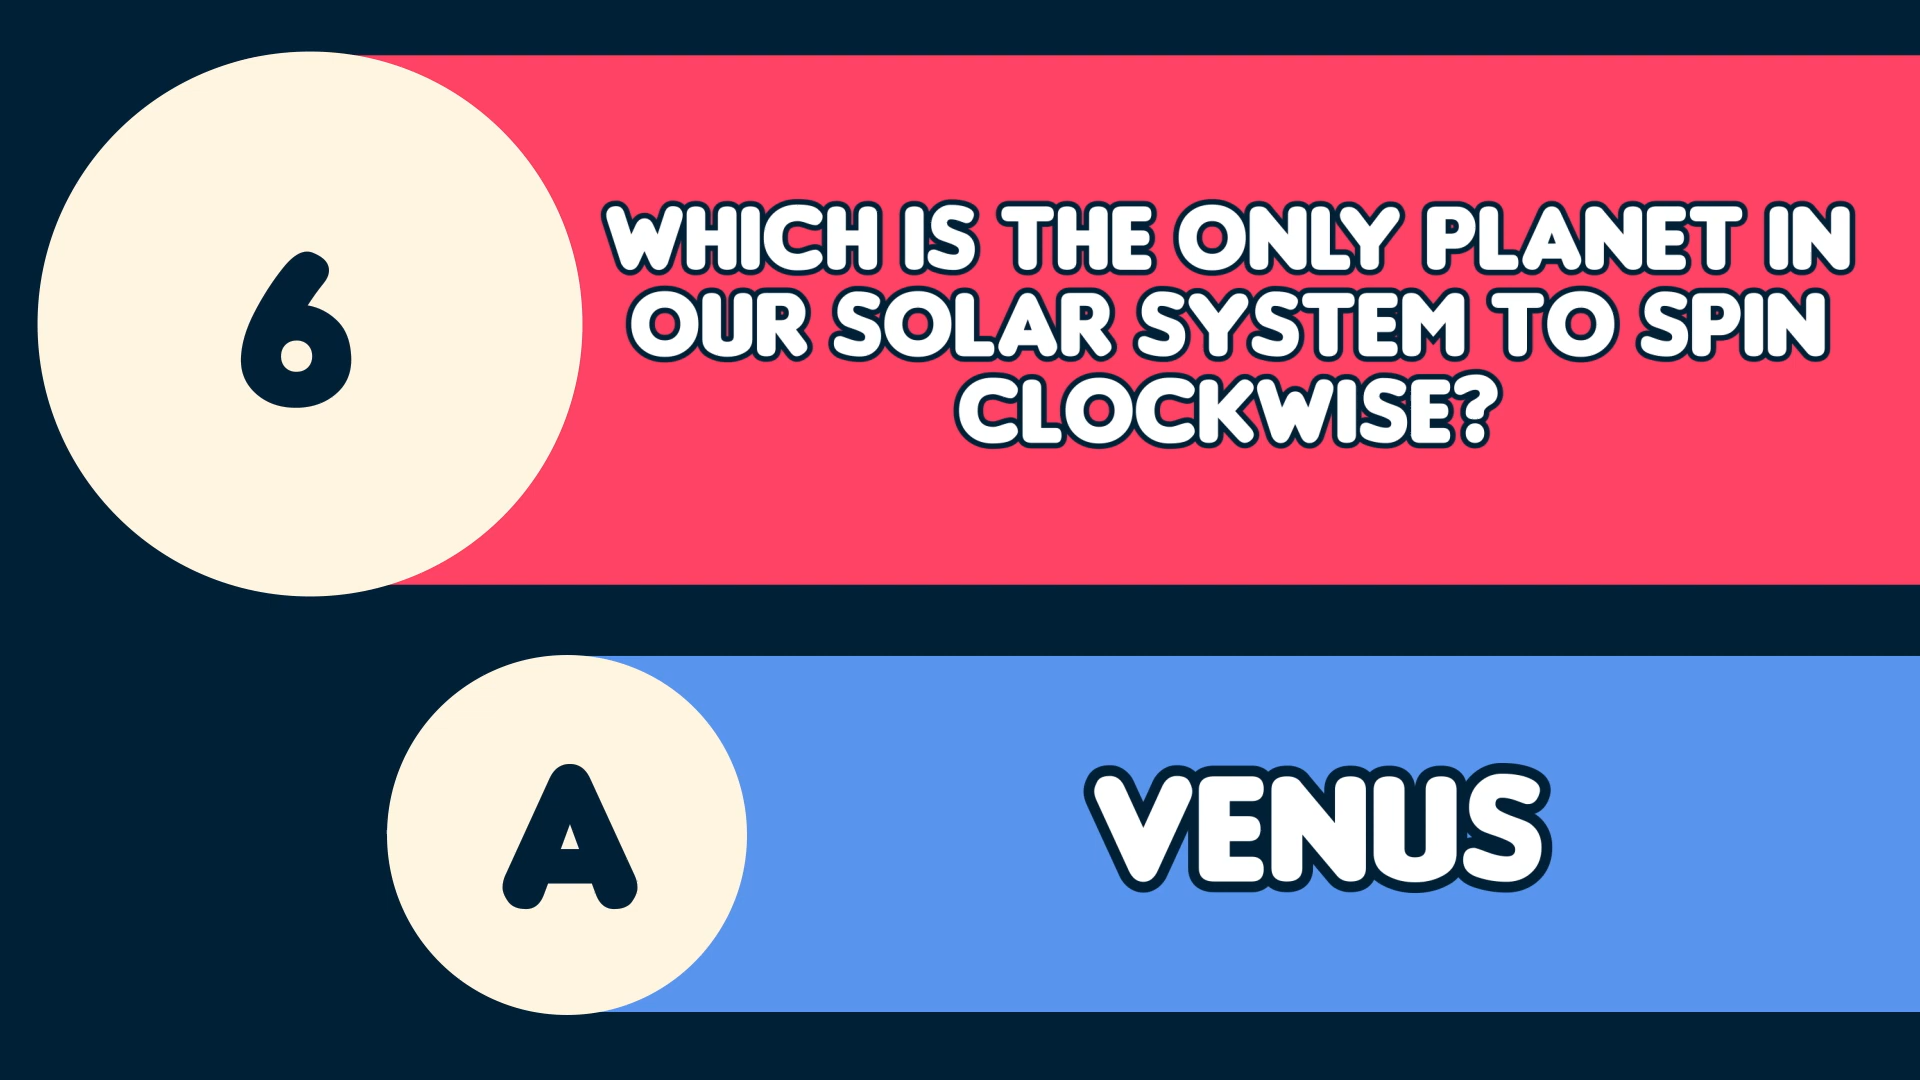 6
WHICH IS THE ONLY PLANET IN
OUR SOLAR SYSTEM TO SPIN
CLOCKWISE?
A
VENUS